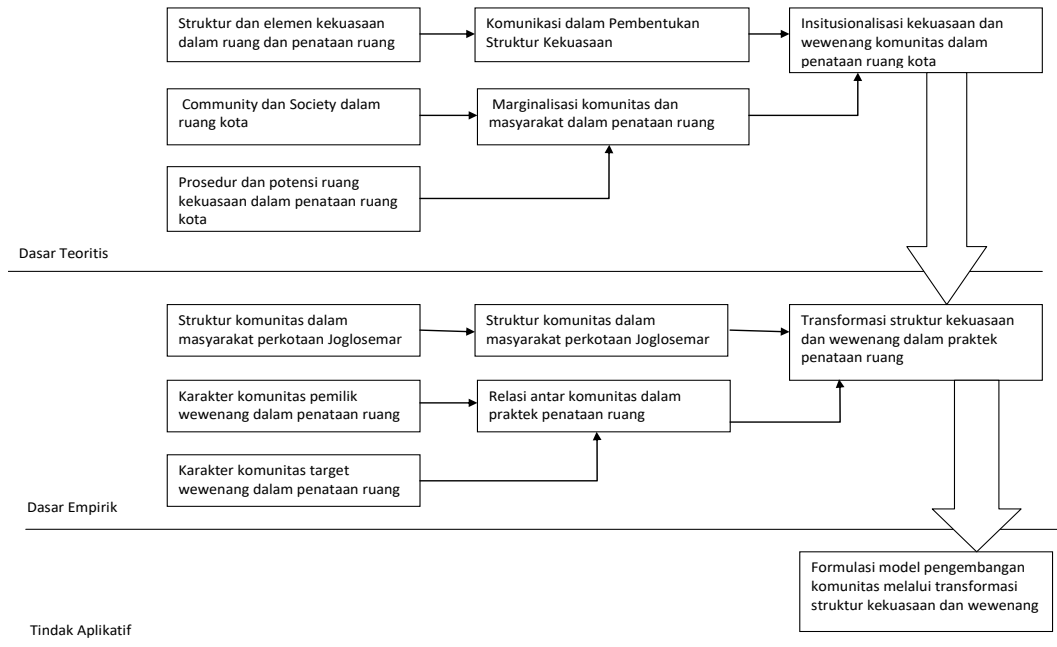 Struktur dan elemen kekuasaan
dalam ruang dan penataan ruang
Komunikasi dalam Pembentukan
Struktur Kekuasaan
Insitusionalisasi kekuasaan dan
wewenang komunitas dalam
penataan ruang kota
Community dan Society dalam
ruang kota
Marginalisasi komunitas dan
masyarakat dalam penataan ruang
Prosedur dan potensi ruang
kekuasaan dalam penataan ruang
kota
Dasar Teoritis
Struktur komunitas dalam
masyarakat perkotaan Joglosemar
Struktur komunitas dalam
masyarakat perkotaan Joglosemar
Transformasi struktur kekuasaan
dan wewenang dalam praktek
penataan ruang
Karakter komunitas pemilik
wewenang dalam penataan ruang
Relasi antar komunitas dalam
praktek penataan ruang
Karakter komunitas target
wewenang dalam penataan ruang
Dasar Empirik
Formulasi model pengembangan
komunitas melalui transformasi
struktur kekuasaan dan wewenang
Tindak Aplikatif